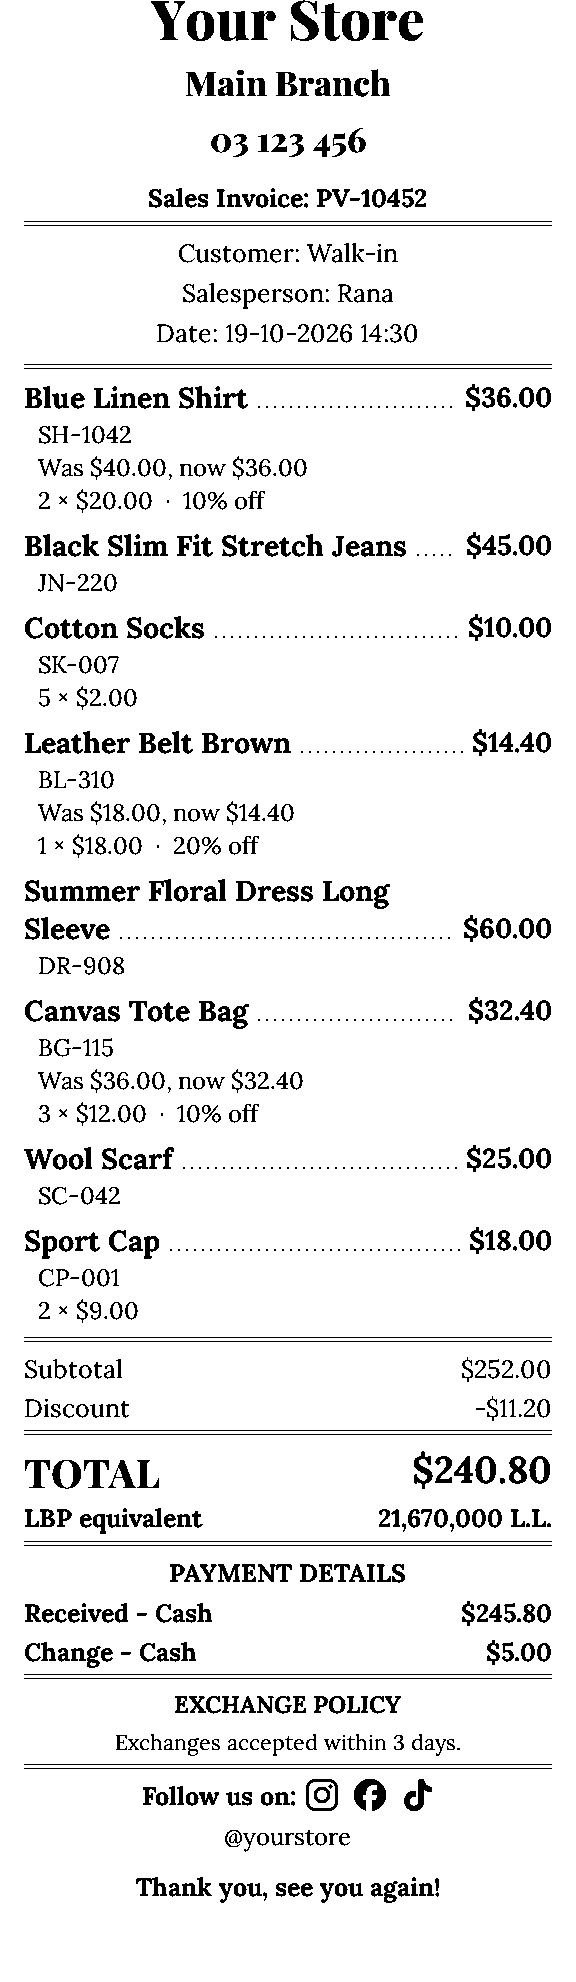 Your Store
Main Branch
03 123 456
Sales Invoice: PV-10452
Customer: Walk-in
Salesperson: Rana
Date: 19-10-2026 14:30
Blue Linen Shirt ......................... $36.00
SH-1042
Was $40.00, now $36.00
2 × $20.00 · 10% off
Black Slim Fit Stretch Jeans ..... $45.00
JN-220
Cotton Socks ............................... $10.00
SK-007
5 × $2.00
Leather Belt Brown ..................... $14.40
BL-310
Was $18.00, now $14.40
1 × $18.00 · 20% off
Summer Floral Dress Long
Sleeve .......................................... $60.00
DR-908
Canvas Tote Bag ......................... $32.40
BG-115
Was $36.00, now $32.40
3 × $12.00 · 10% off
Wool Scarf ................................... $25.00
SC-042
Sport Cap ..................................... $18.00
CP-001
2 × $9.00
Subtotal $252.00
Discount -$11.20
TOTAL $240.80
LBP equivalent 21,670,000 L.L.
PAYMENT DETAILS
Received - Cash $245.80
Change - Cash $5.00
EXCHANGE POLICY
Exchanges accepted within 3 days.
Follow us on:
@yourstore
Thank you, see you again!